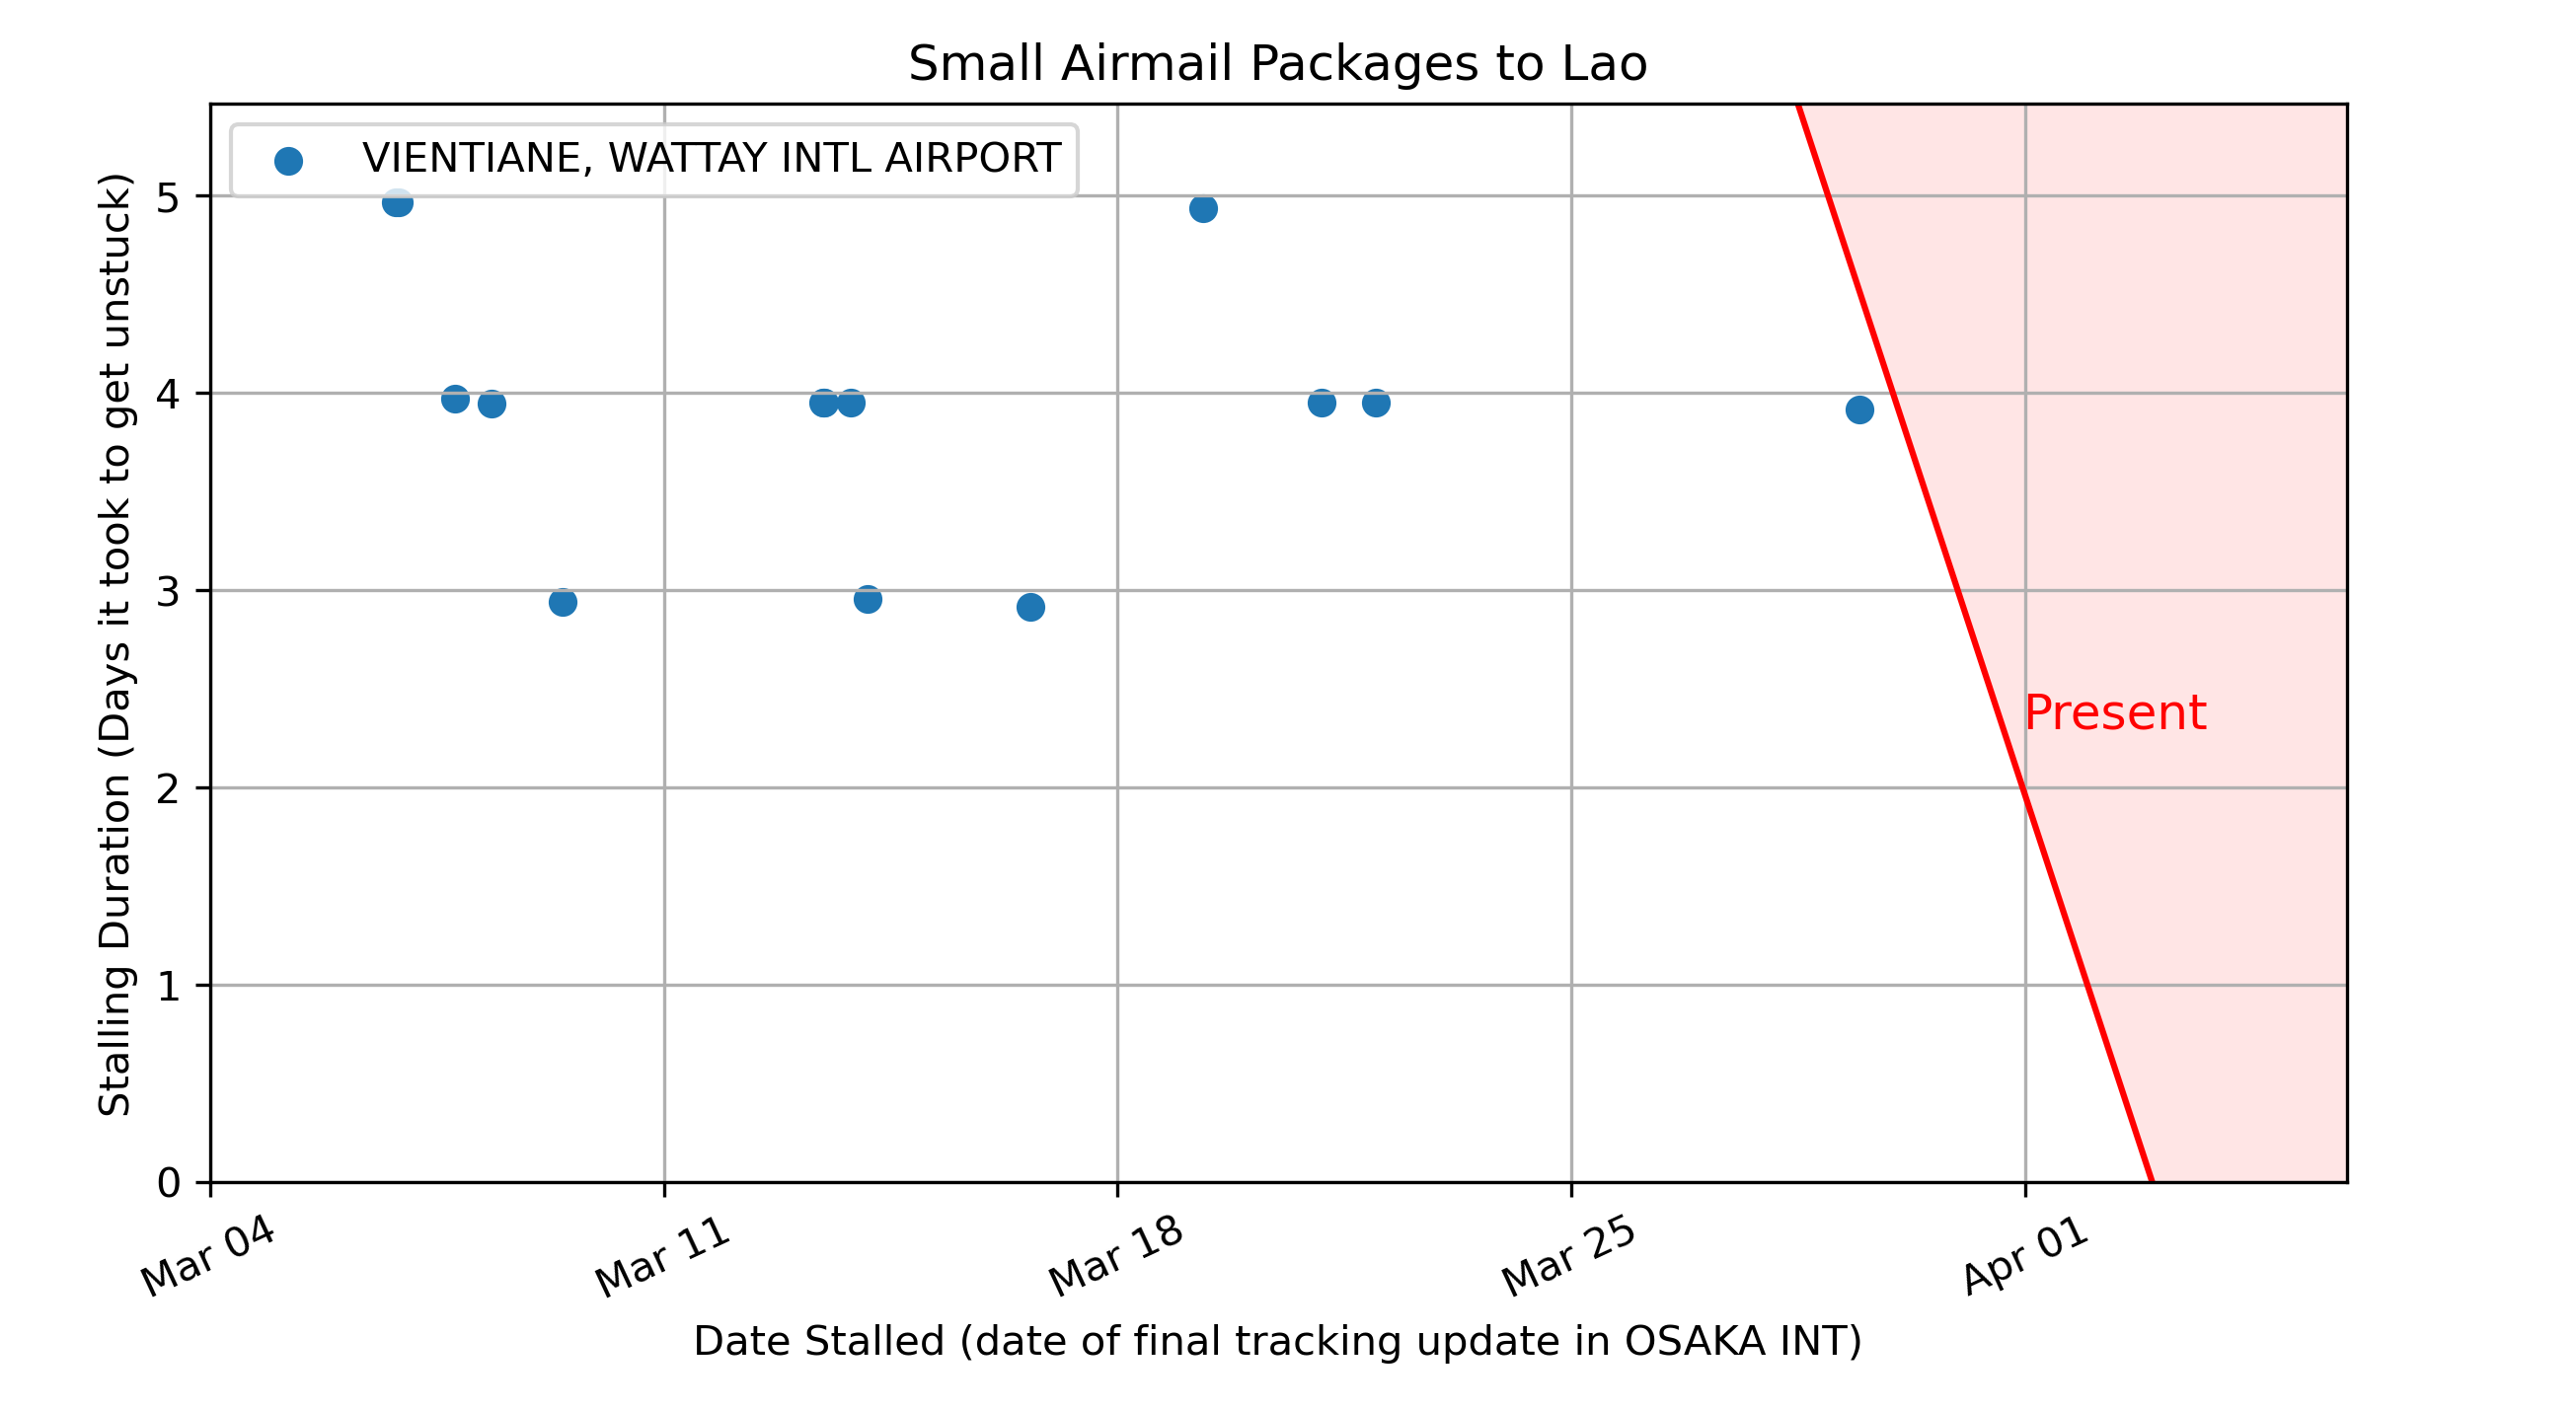 Small Airmail Packages to Lao
VIENTIANE, WATTAY INTL AIRPORT
Stalling Duration (Days it took to get unstuck)
5
4
3
2
1
0
Present
Mar 04
Mar 11
Mar 18
Mar 25
Apr 01
Date Stalled (date of final tracking update in OSAKA INT)